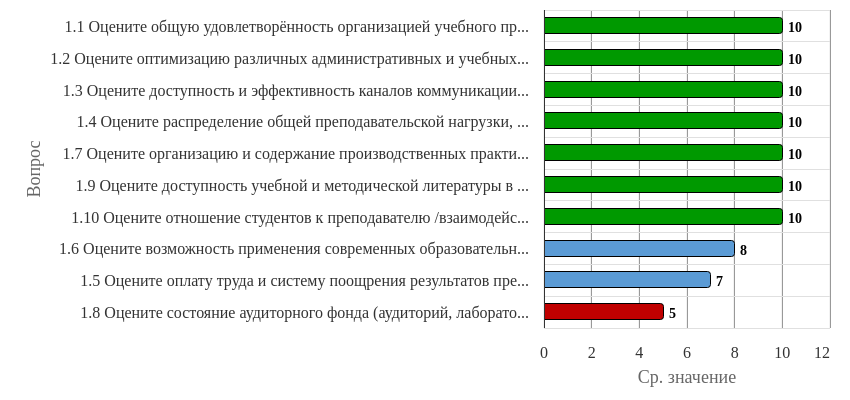 1.1 Оцените общую удовлетворённость организацией учебного пр... 10
1.2 Оцените оптимизацию различных административных и учебных... 10
1.3 Оцените доступность и эффективность каналов коммуникации... 10
1.4 Оцените распределение общей преподавательской нагрузки, ... 10
1.7 Оцените организацию и содержание производственных практи... 10
1.9 Оцените доступность учебной и методической литературы в ... 10
1.10 Оцените отношение студентов к преподавателю /взаимодейс... 10
1.6 Оцените возможность применения современных образовательн... 8
1.5 Оцените оплату труда и систему поощрения результатов пре... 7
1.8 Оцените состояние аудиторного фонда (аудиторий, лаборато... 5
Вопрос
0 2 4 6 8 10 12
Ср. значение